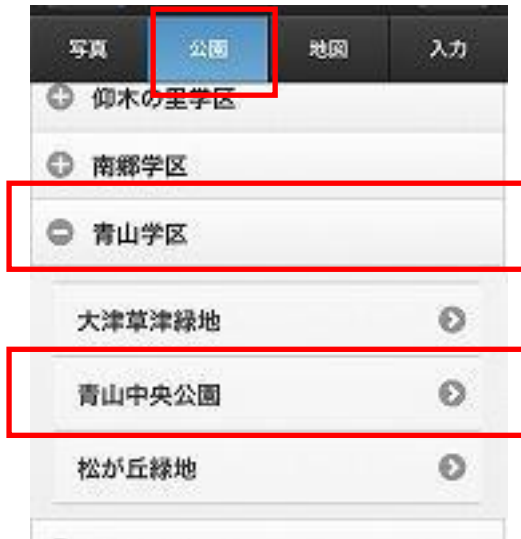 写真 公園 地図 入力
仰木の里学区
南郷学区
青山学区
大津草津緑地
青山中央公園
松が丘緑地